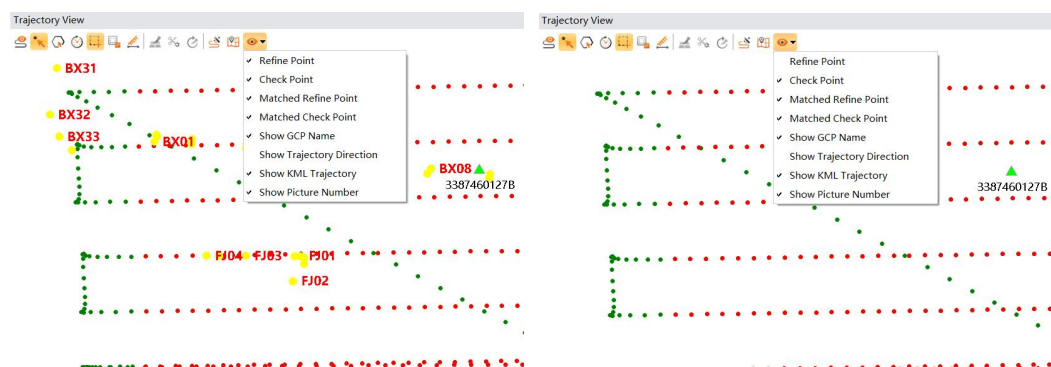 Trajectory View
BX31
BX32
BX33
BX01
BX08
3387460127B
FJ04
FJ03
FJ01
FJ02
Refine Point
Check Point
Matched Refine Point
Matched Check Point
Show GCP Name
Show Trajectory Direction
Show KML Trajectory
Show Picture Number
Trajectory View
Refine Point
Check Point
Matched Refine Point
Matched Check Point
Show GCP Name
Show Trajectory Direction
Show KML Trajectory
Show Picture Number
3387460127B